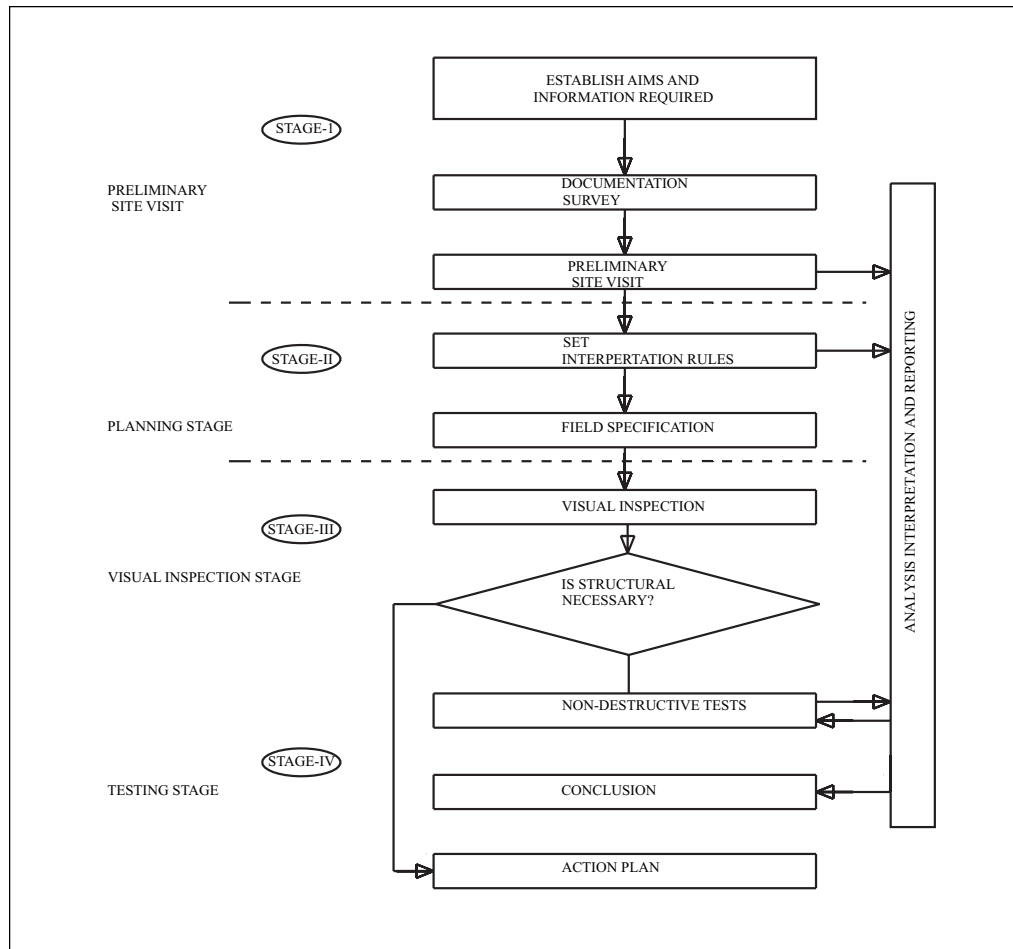 ESTABLISH AIMS AND
INFORMATION REQUIRED
STAGE-1
DOCUMENTATION
SURVEY
PRELIMINARY
SITE VISIT
PRELIMINARY
SITE VISIT
SET
INTERPERTATION RULES
STAGE-II
PLANNING STAGE
FIELD SPECIFICATION
VISUAL INSPECTION
STAGE-III
VISUAL INSPECTION STAGE
IS STRUCTURAL
NECESSARY?
NON-DESTRUCTIVE TESTS
STAGE-IV
TESTING STAGE
CONCLUSION
ACTION PLAN
ANALYSIS INTERPRETATION AND REPORTING